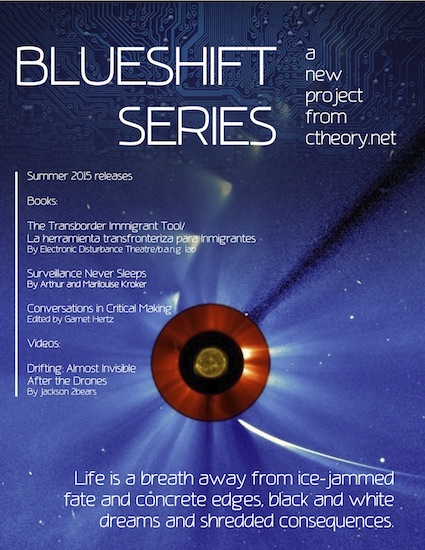 BLUESHIFT
SERIES
a
new
project
from
ctheory.net
Summer 2015 releases
Books:
The Transborder Immigrant Tool/
La herramienta transfronteriza para inmigrantes
By Electronic Disturbance Theatre/b.a.n.g. lab
Surveillance Never Sleeps
By Arthur and Marilouise Kroker
Conversations in Critical Making
Edited by Garnet Hertz
Videos:
Drifting: Almost Invisible
After the Drones
By Jackson 2bears
Life is a breath away from ice-jammed
fate and concrete edges, black and white
dreams and shredded consequences.